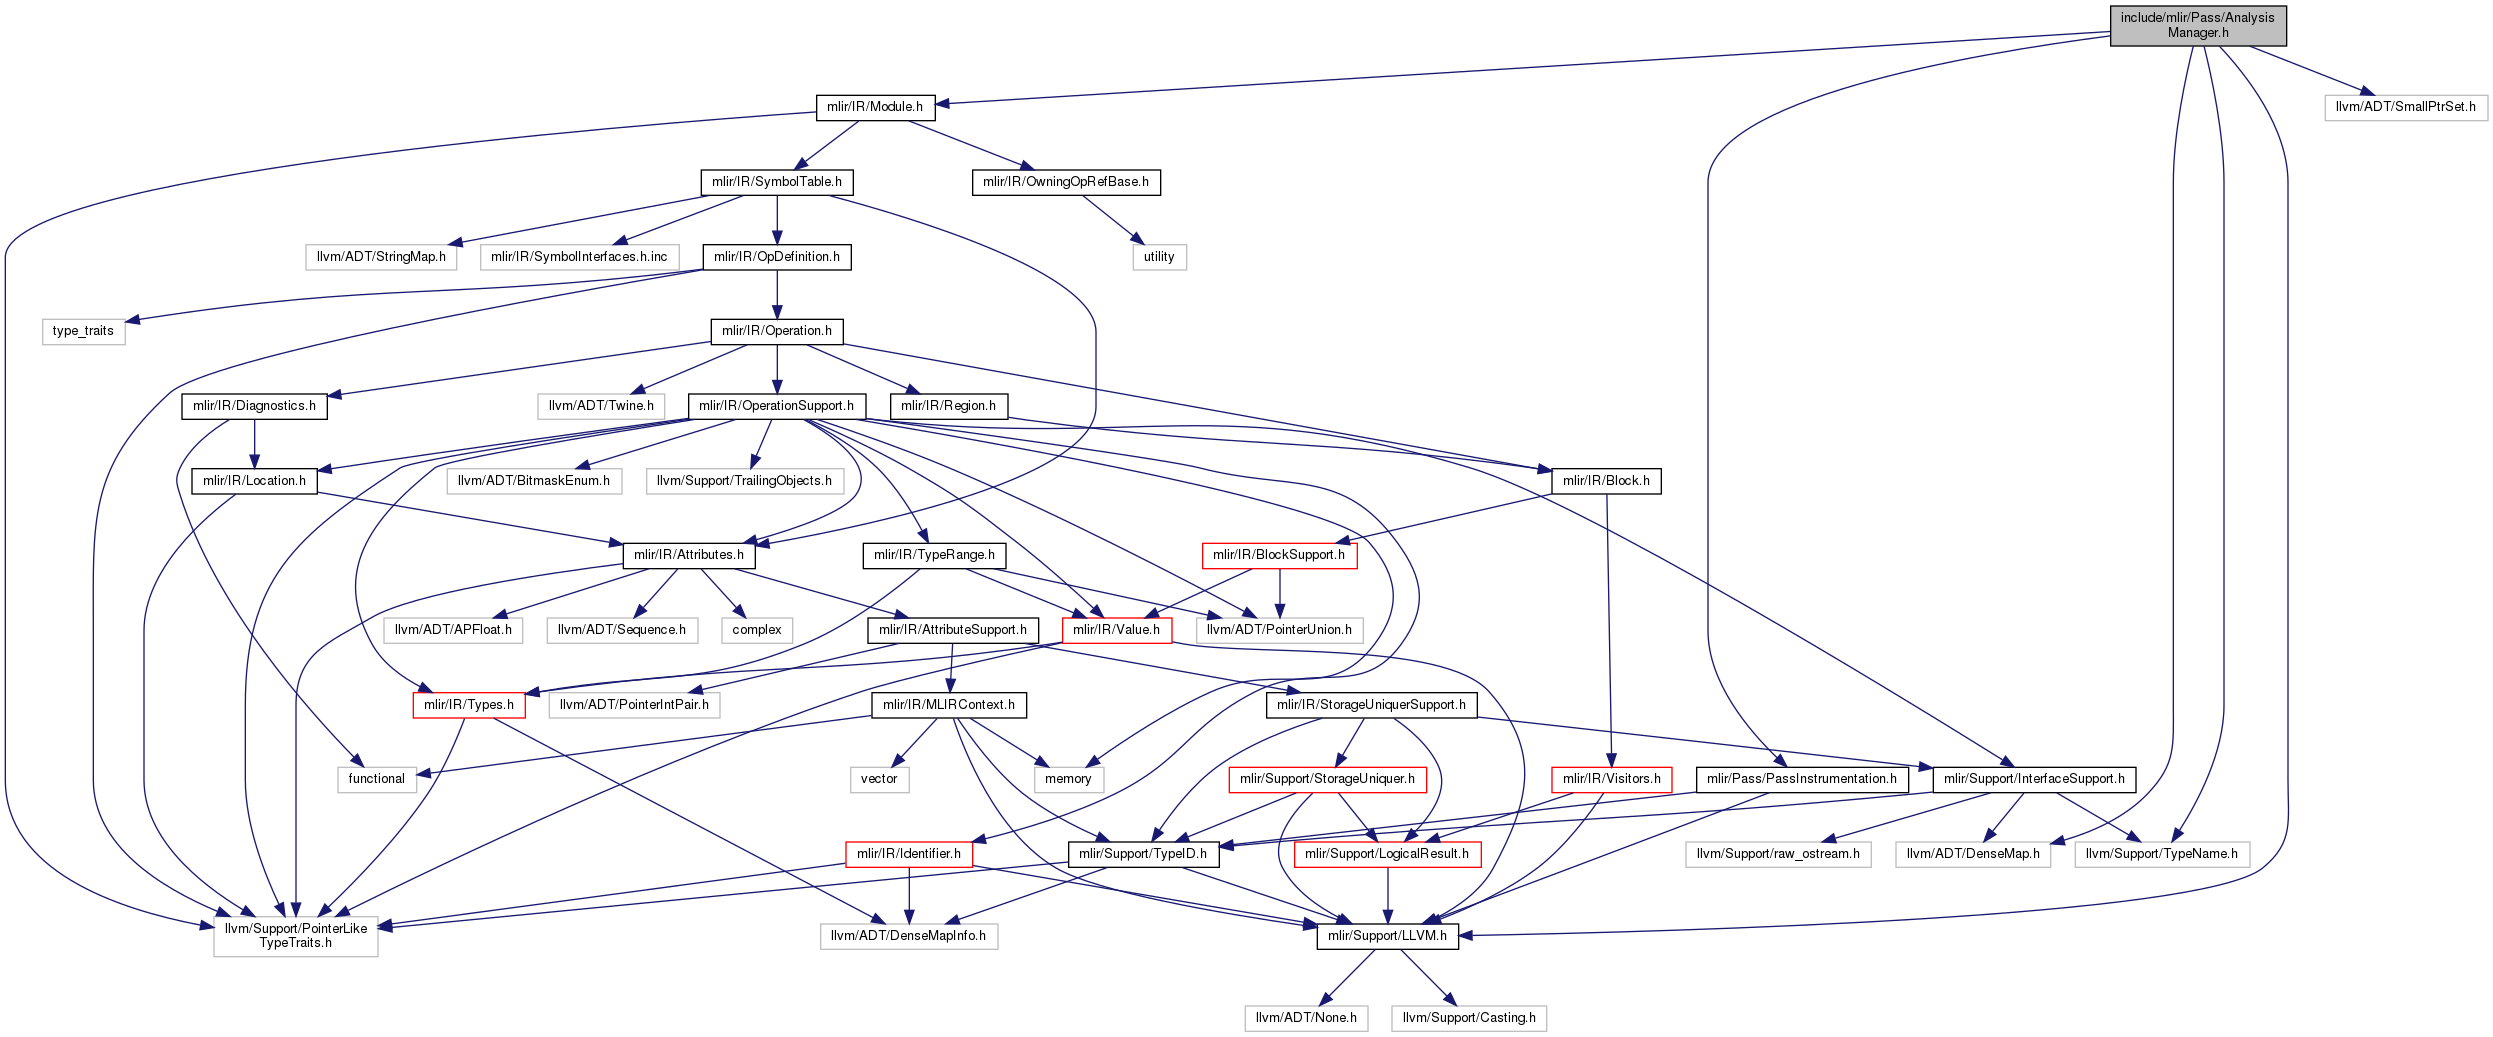 include/mlir/Pass/Analysis
Manager.h
mlir/IR/Module.h
llvm/ADT/SmallPtrSet.h
mlir/IR/SymbolTable.h
mlir/IR/OwningOpRefBase.h
llvm/ADT/StringMap.h
mlir/IR/SymbolInterfaces.h.inc
mlir/IR/OpDefinition.h
utility
type_traits
mlir/IR/Operation.h
mlir/IR/Diagnostics.h
llvm/ADT/Twine.h
mlir/IR/OperationSupport.h
mlir/IR/Region.h
mlir/IR/Location.h
llvm/ADT/BitmaskEnum.h
llvm/Support/TrailingObjects.h
mlir/IR/Block.h
mlir/IR/Attributes.h
mlir/IR/TypeRange.h
mlir/IR/BlockSupport.h
llvm/ADT/APFloat.h
llvm/ADT/Sequence.h
complex
mlir/IR/AttributeSupport.h
mlir/IR/Value.h
llvm/ADT/PointerUnion.h
mlir/IR/Types.h
llvm/ADT/PointerIntPair.h
mlir/IR/MLIRContext.h
mlir/IR/StorageUniquerSupport.h
functional
vector
memory
mlir/Support/StorageUniquer.h
mlir/IR/Visitors.h
mlir/Pass/PassInstrumentation.h
mlir/Support/InterfaceSupport.h
mlir/IR/Identifier.h
mlir/Support/TypeID.h
mlir/Support/LogicalResult.h
llvm/Support/raw_ostream.h
llvm/ADT/DenseMap.h
llvm/Support/TypeName.h
llvm/Support/PointerLike
TypeTraits.h
llvm/ADT/DenseMapInfo.h
mlir/Support/LLVM.h
llvm/ADT/None.h
llvm/Support/Casting.h